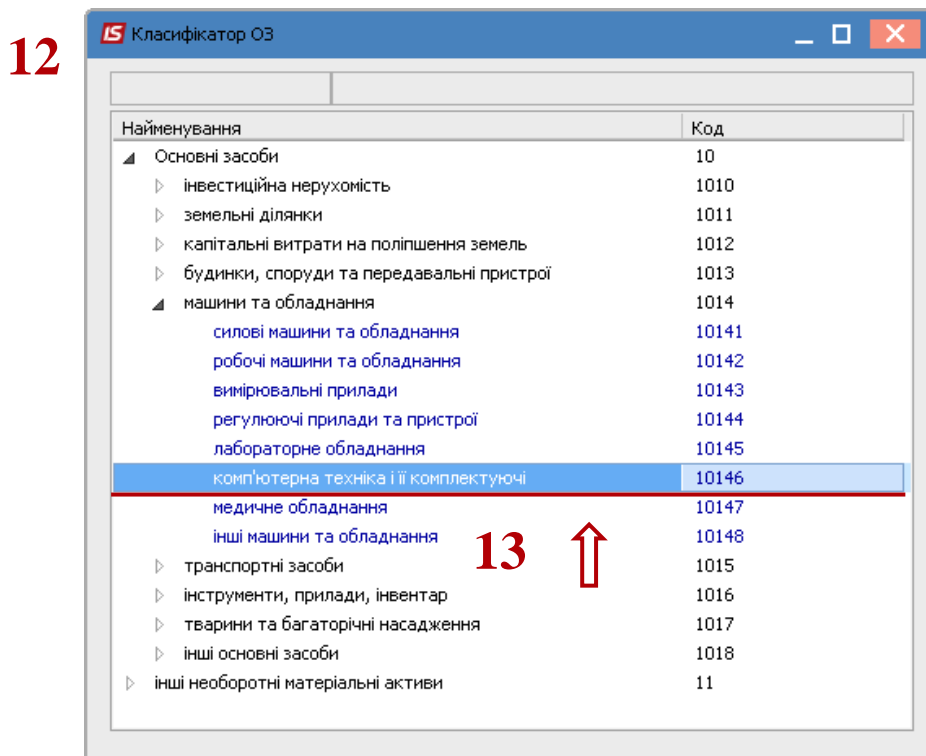 12
IS Класифікатор ОЗ
Найменування Код
Основні засоби 10
інвестиційна нерухомість 1010
земельні ділянки 1011
капітальні витрати на поліпшення земель 1012
будинки, споруди та передавальні пристрої 1013
машини та обладнання 1014
силові машини та обладнання 10141
робочі машини та обладнання 10142
вимірювальні прилади 10143
регулюючі прилади та пристрої 10144
лабораторне обладнання 10145
комп'ютерна техніка і її комплектуючі 10146
медичне обладнання 10147
інші машини та обладнання 10148
13
транспортні засоби 1015
інструменти, прилади, інвентар 1016
тварини та багаторічні насадження 1017
інші основні засоби 1018
інші необоротні матеріальні активи 11